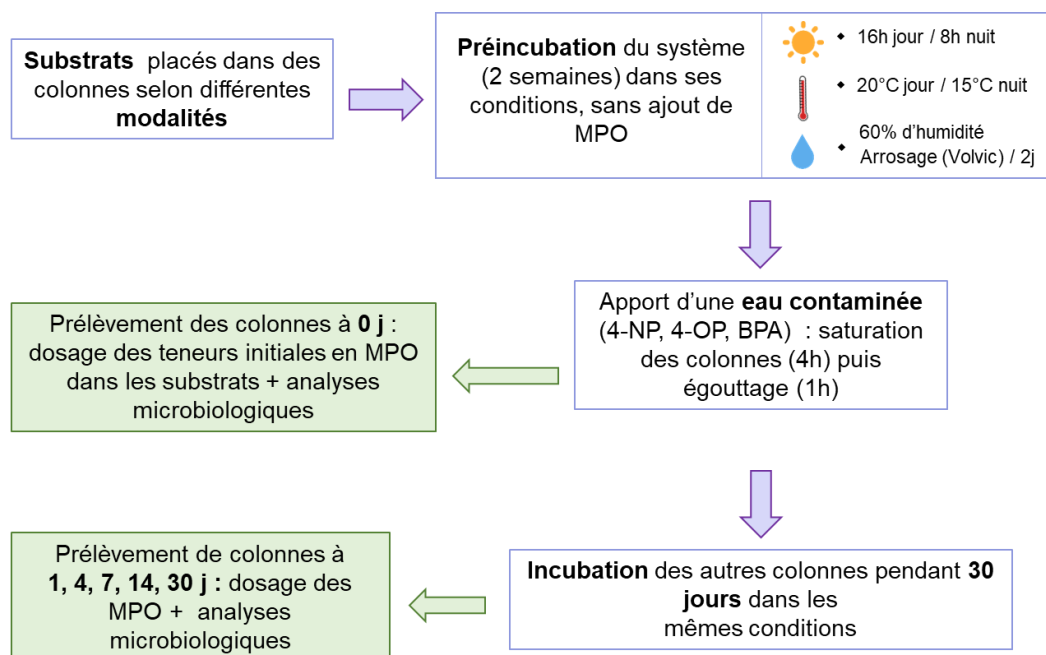 Substrats placés dans des
colonnes selon différentes
modalités
Préincubation du système
(2 semaines) dans ses
conditions, sans ajout de
MPO
16h jour / 8h nuit
20°C jour / 15°C nuit
60% d’humidité
Arrosage (Volvic) / 2j
Apport d’une eau contaminée
(4-NP, 4-OP, BPA) : saturation
des colonnes (4h) puis
égouttage (1h)
Prélèvement des colonnes à 0 j :
dosage des teneurs initiales en MPO
dans les substrats + analyses
microbiologiques
Incubation des autres colonnes pendant 30
jours dans les
mêmes conditions
Prélèvement de colonnes à
1, 4, 7, 14, 30 j : dosage des
MPO + analyses
microbiologiques